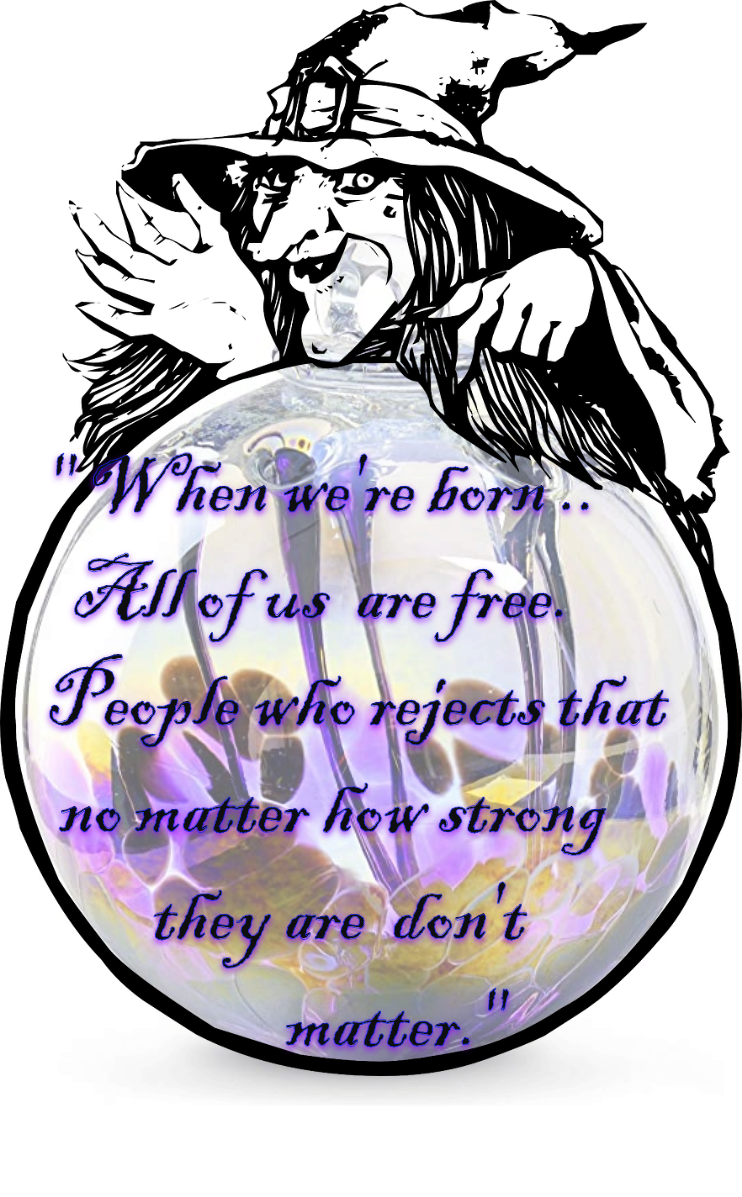 "When we're born ..
All of us are free.
People who rejects that
no matter how strong
they are don't
matter."